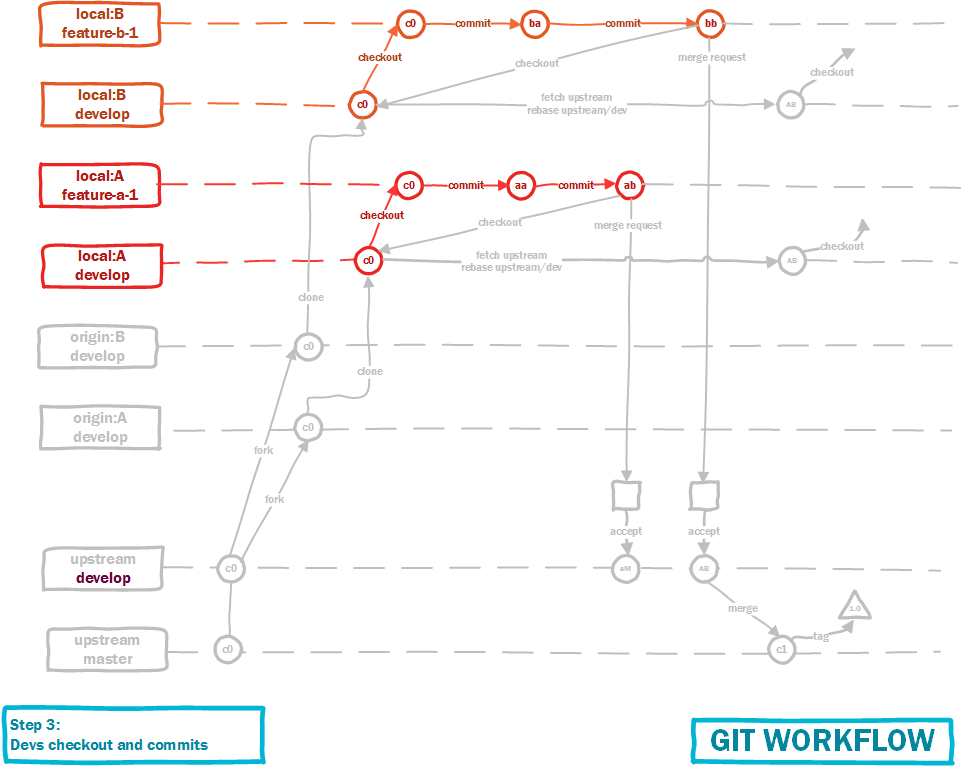 local:B
feature-b-1
c0
commit
ba
commit
bb
checkout
checkout
merge request
checkout
local:B
develop
c0
fetch upstream
rebase upstream/dev
AB
local:A
feature-a-1
c0
commit
aa
commit
ab
checkout
checkout
merge request
checkout
local:A
develop
c0
fetch upstream
rebase upstream/dev
AB
clone
origin:B
develop
c0
clone
origin:A
develop
c0
fork
fork
accept
accept
upstream
develop
c0
aM
AB
merge
1.0
tag
upstream
master
c0
c1
Step 3:
Devs checkout and commits
GIT WORKFLOW